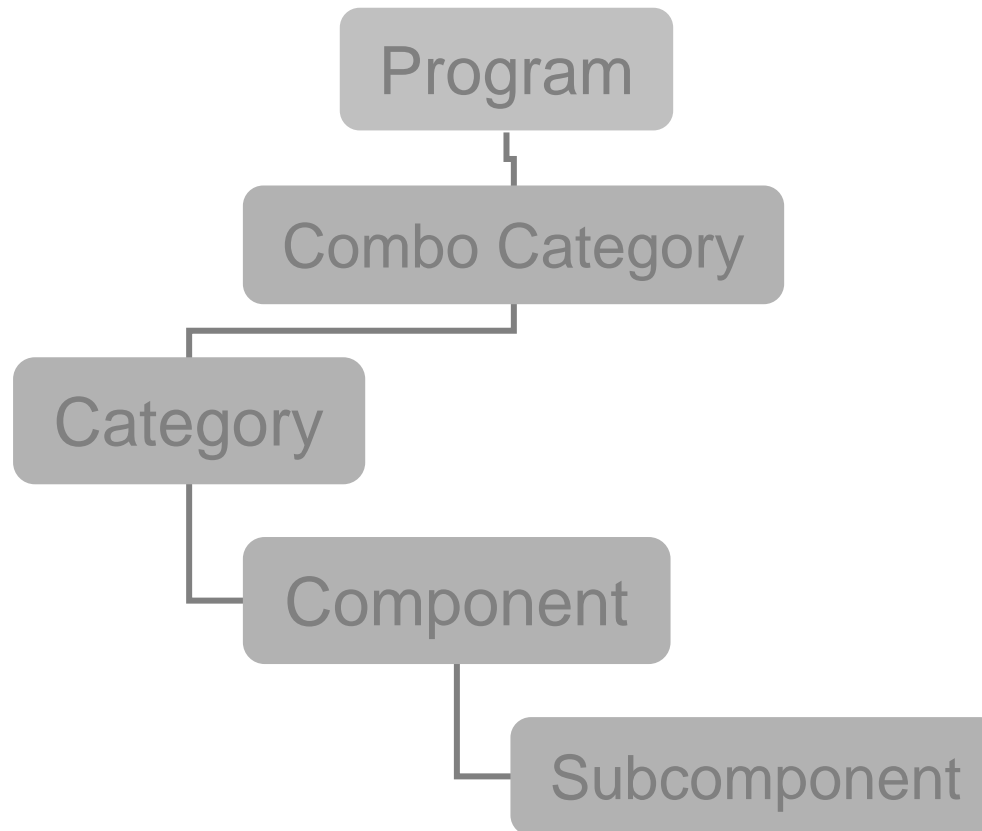 Program
Combo Category
Category
Component
Subcomponent